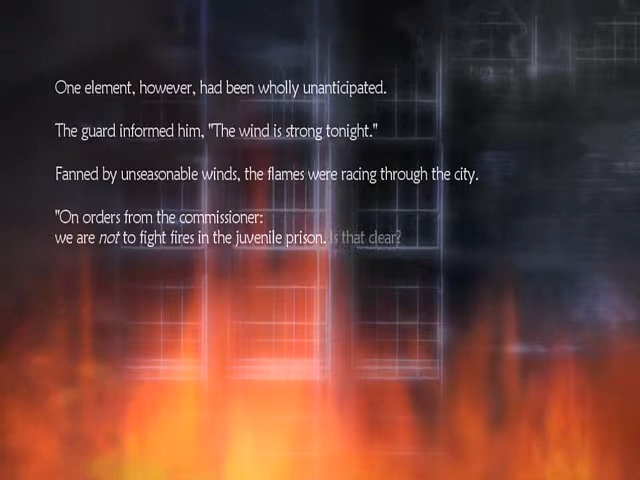 One element, however, had been wholly unanticipated.
The guard informed him, "The wind is strong tonight."
Fanned by unseasonable winds, the flames were racing through the city.
"On orders from the commissioner:
we are not to fight fires in the juvenile prison. Is that clear?